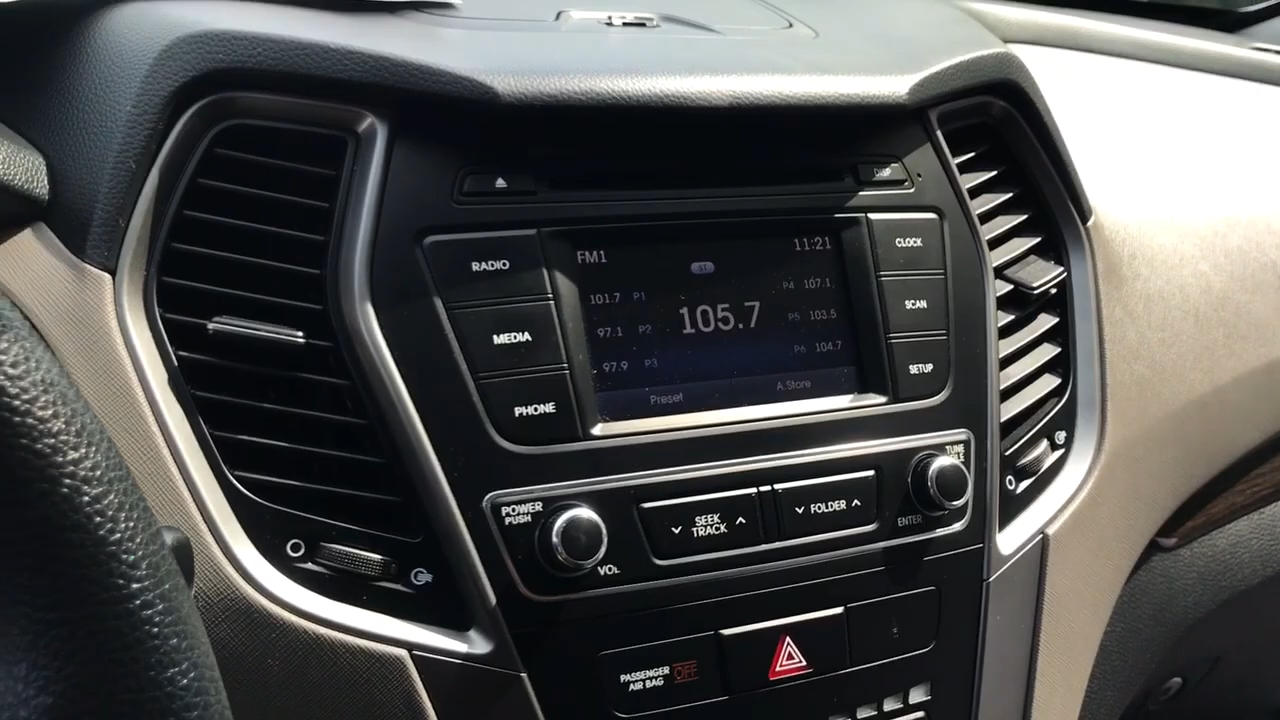 DISP
RADIO
MEDIA
PHONE
FM1
11:21
ST
101.7 P1
97.1 P2
97.9 P3
105.7
P4 107.1
P5 103.5
P6 104.7
Preset
A.Store
CLOCK
SCAN
SETUP
POWER
PUSH
VOL
SEEK
TRACK
FOLDER
TUNE
ENTER
PASSENGER
AIR BAG
OFF